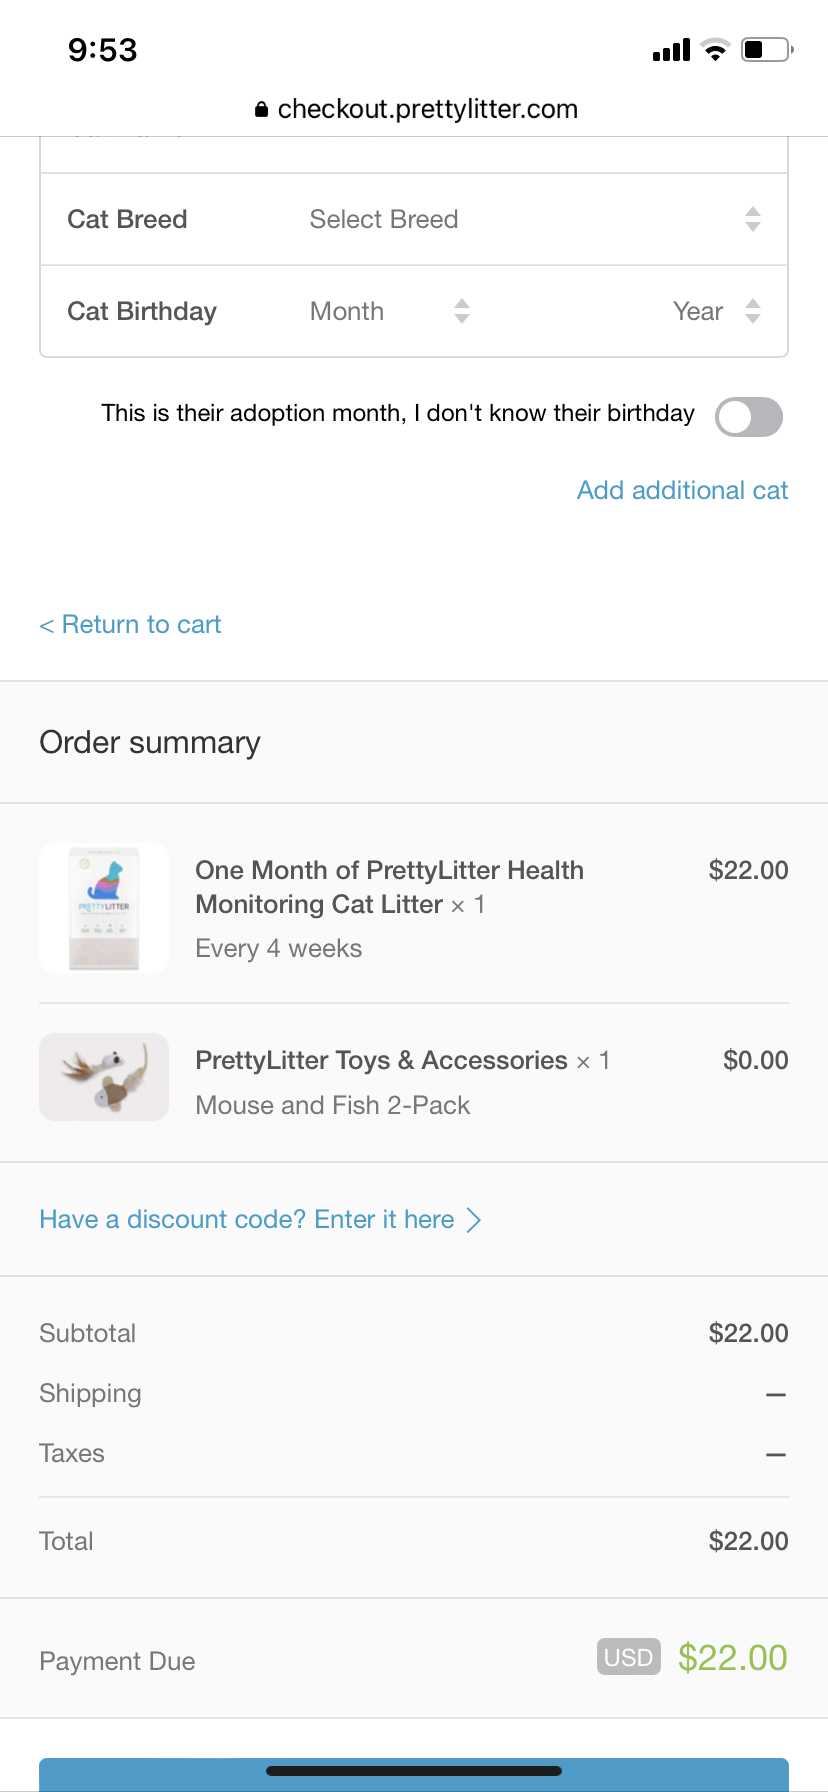 9:53
checkout.prettylitter.com
Cat Breed Select Breed
Cat Birthday Month Year
This is their adoption month, I don't know their birthday
Add additional cat
< Return to cart
Order summary
PRETTYLITTER
One Month of PrettyLitter Health $22.00
Monitoring Cat Litter × 1
Every 4 weeks
PrettyLitter Toys & Accessories × 1 $0.00
Mouse and Fish 2-Pack
Have a discount code? Enter it here >
Subtotal $22.00
Shipping —
Taxes —
Total $22.00
Payment Due USD $22.00